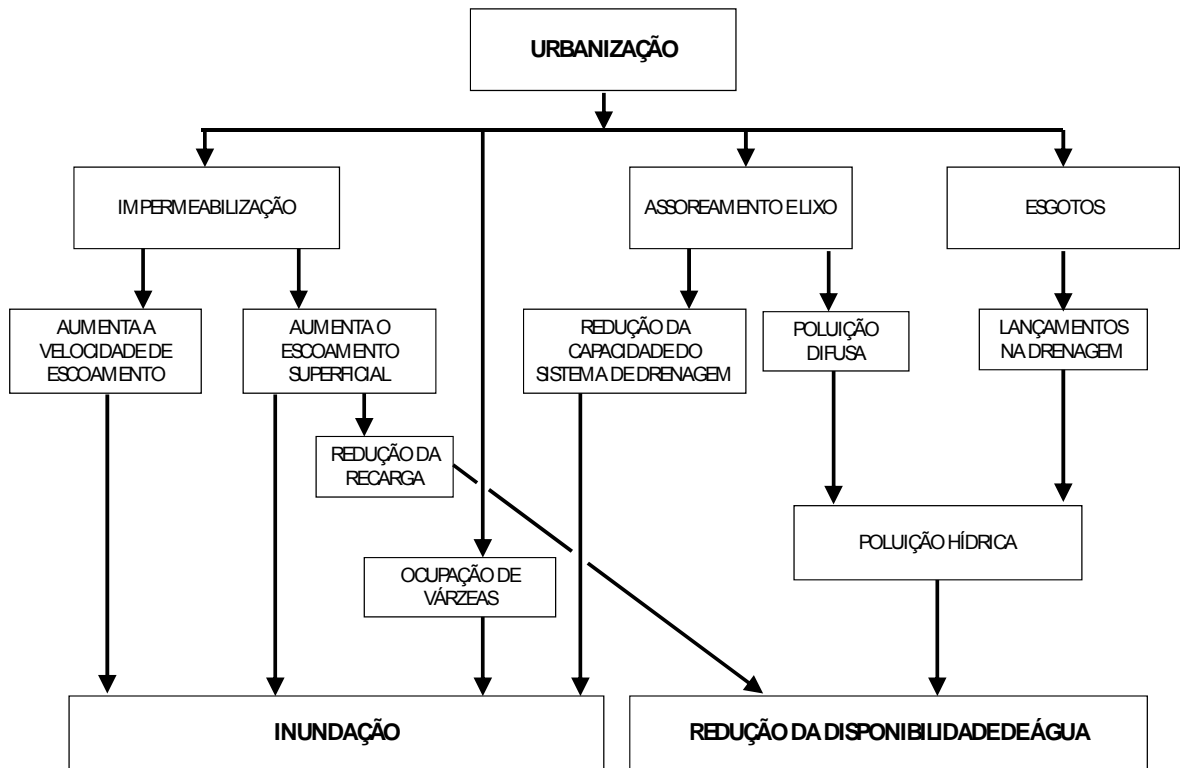 URBANIZAÇÃO
IMPERMEABILIZAÇÃO
ASSOREAMENTO E LIXO
ESGOTOS
AUMENTA A
VELOCIDADE DE
ESCOAMENTO
AUMENTA O
ESCOAMENTO
SUPERFICIAL
REDUÇÃO DA
CAPACIDADE DO
SISTEMA DE DRENAGEM
POLUIÇÃO
DIFUSA
LANÇAMENTOS
NA DRENAGEM
REDUÇÃO DA
RECARGA
POLUIÇÃO HÍDRICA
OCUPAÇÃO DE
VÁRZEAS
INUNDAÇÃO
REDUÇÃO DA DISPONIBILIDADE DE ÁGUA